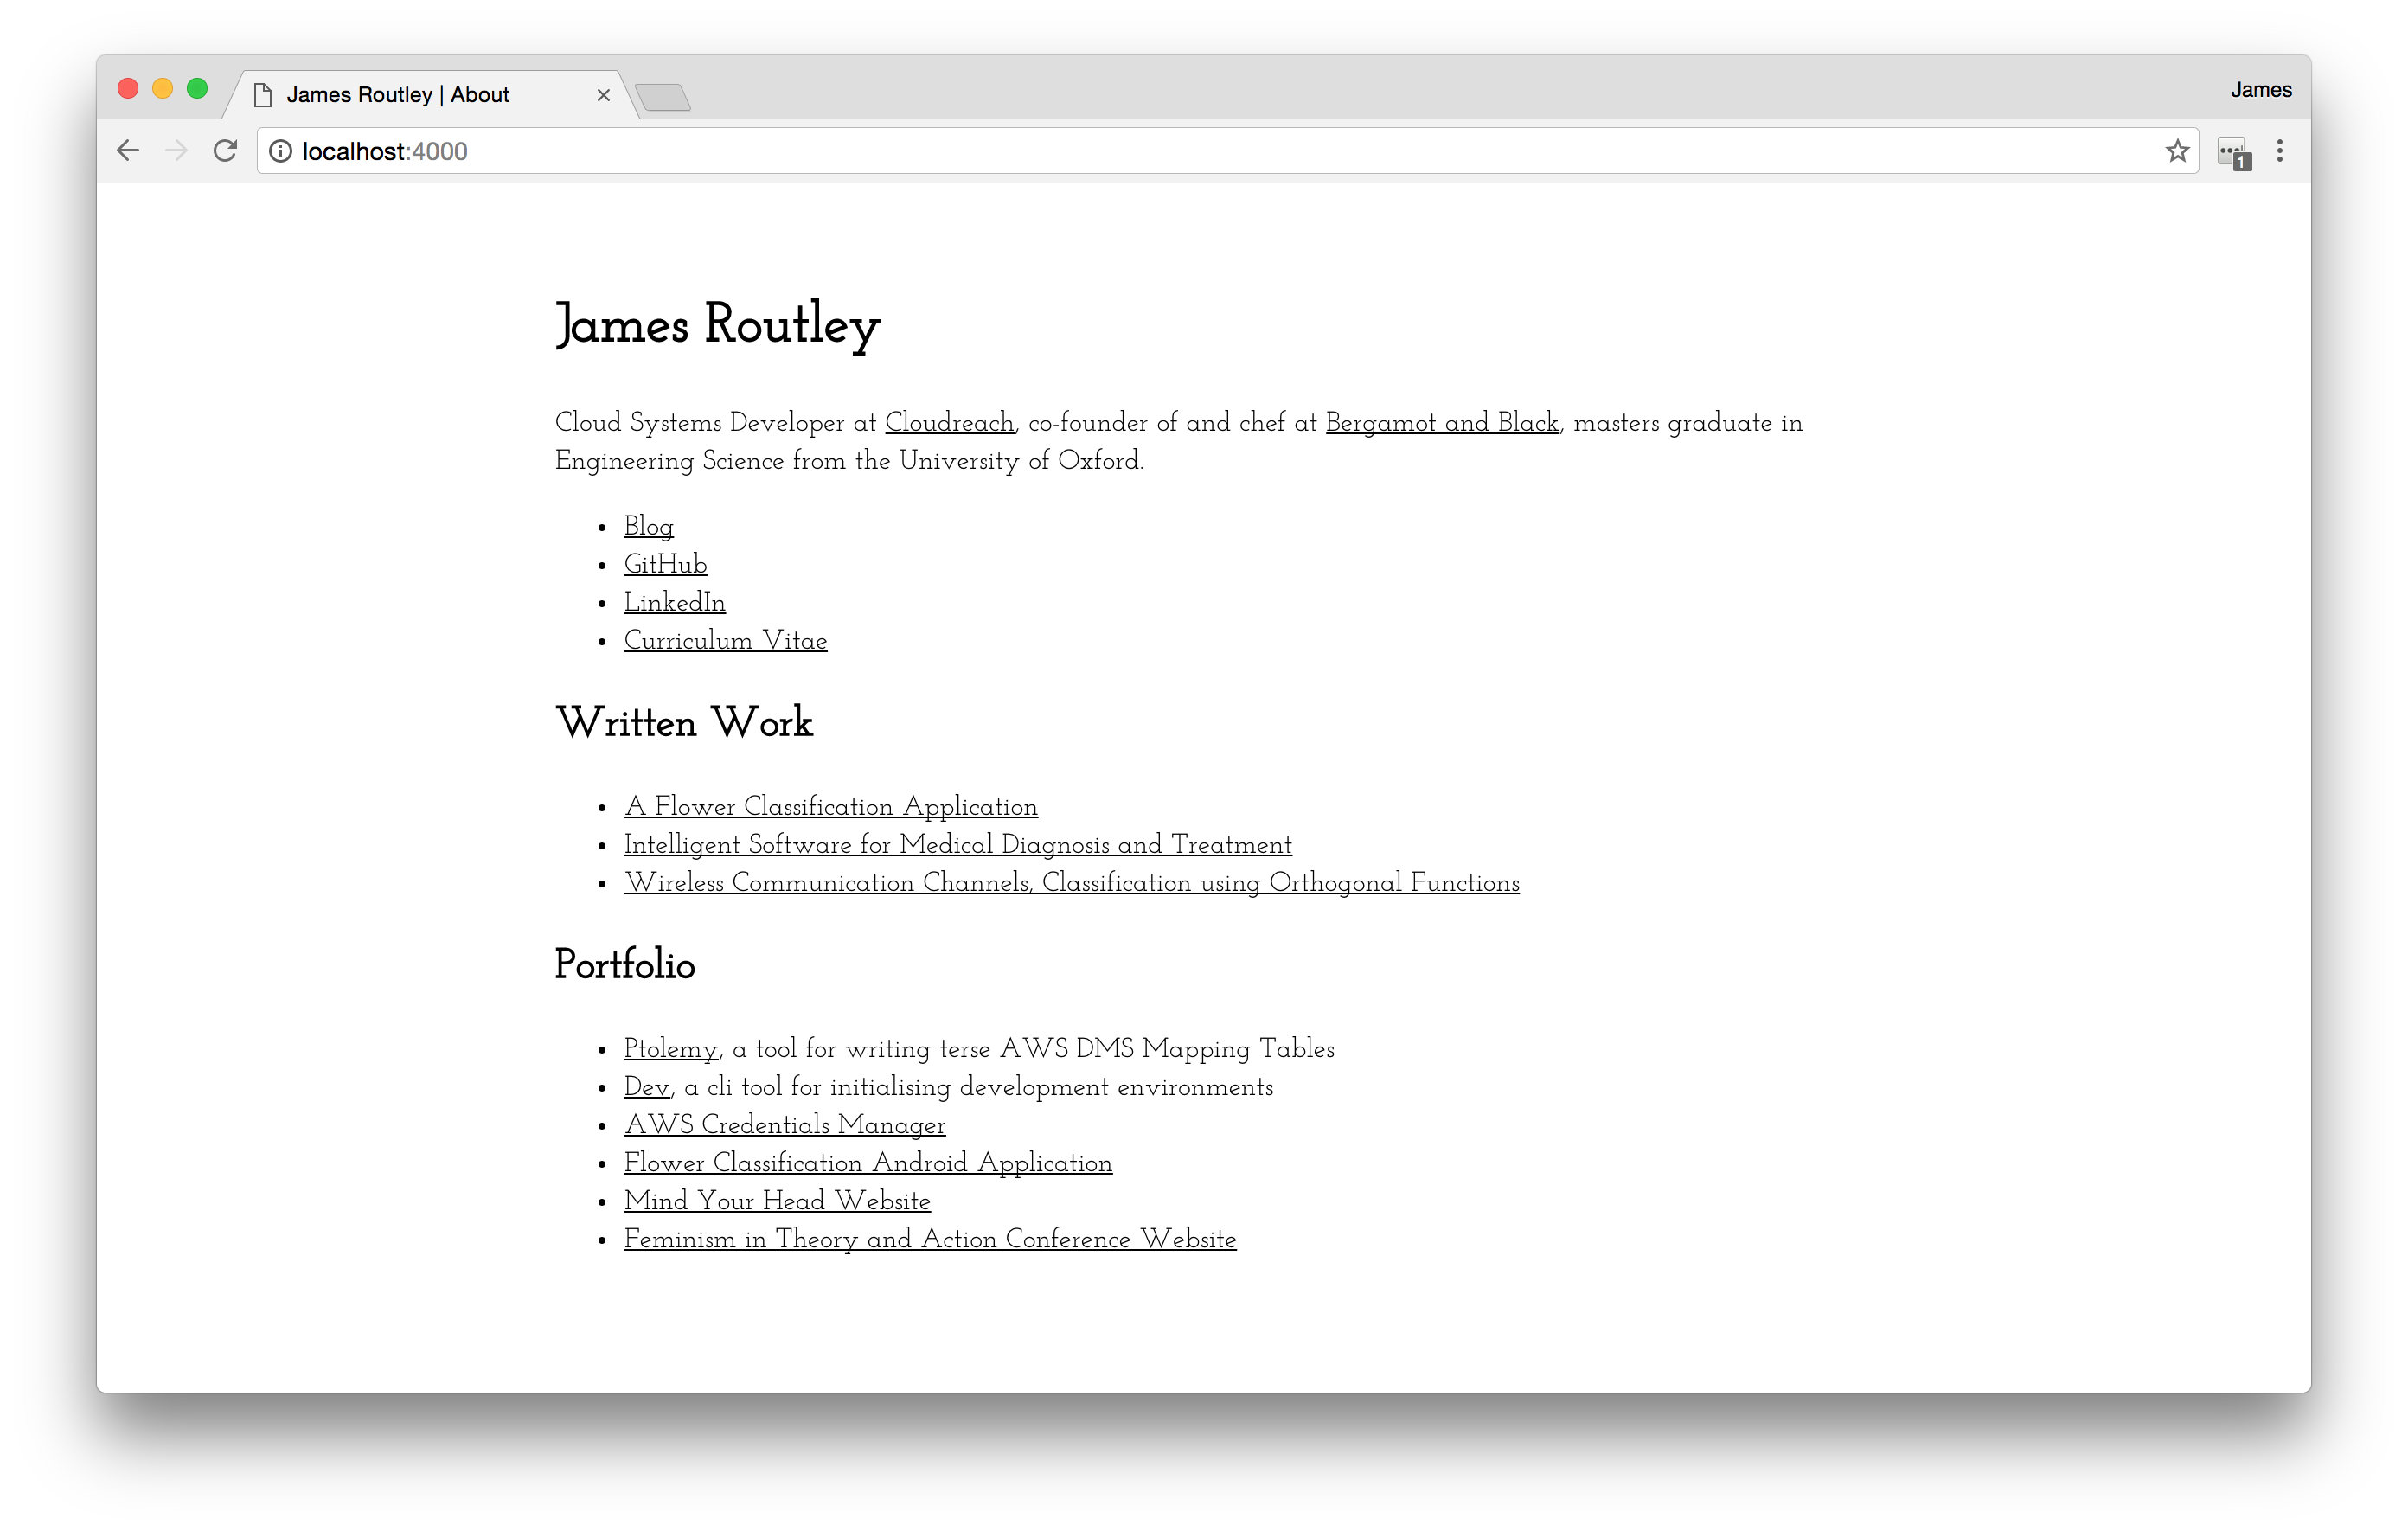 James Routley | About
James
localhost:4000
1
James Routley
Cloud Systems Developer at Cloudreach, co-founder of and chef at Bergamot and Black, masters graduate in
Engineering Science from the University of Oxford.
Blog
GitHub
LinkedIn
Curriculum Vitae
Written Work
A Flower Classification Application
Intelligent Software for Medical Diagnosis and Treatment
Wireless Communication Channels, Classification using Orthogonal Functions
Portfolio
Ptolemy, a tool for writing terse AWS DMS Mapping Tables
Dev, a cli tool for initialising development environments
AWS Credentials Manager
Flower Classification Android Application
Mind Your Head Website
Feminism in Theory and Action Conference Website